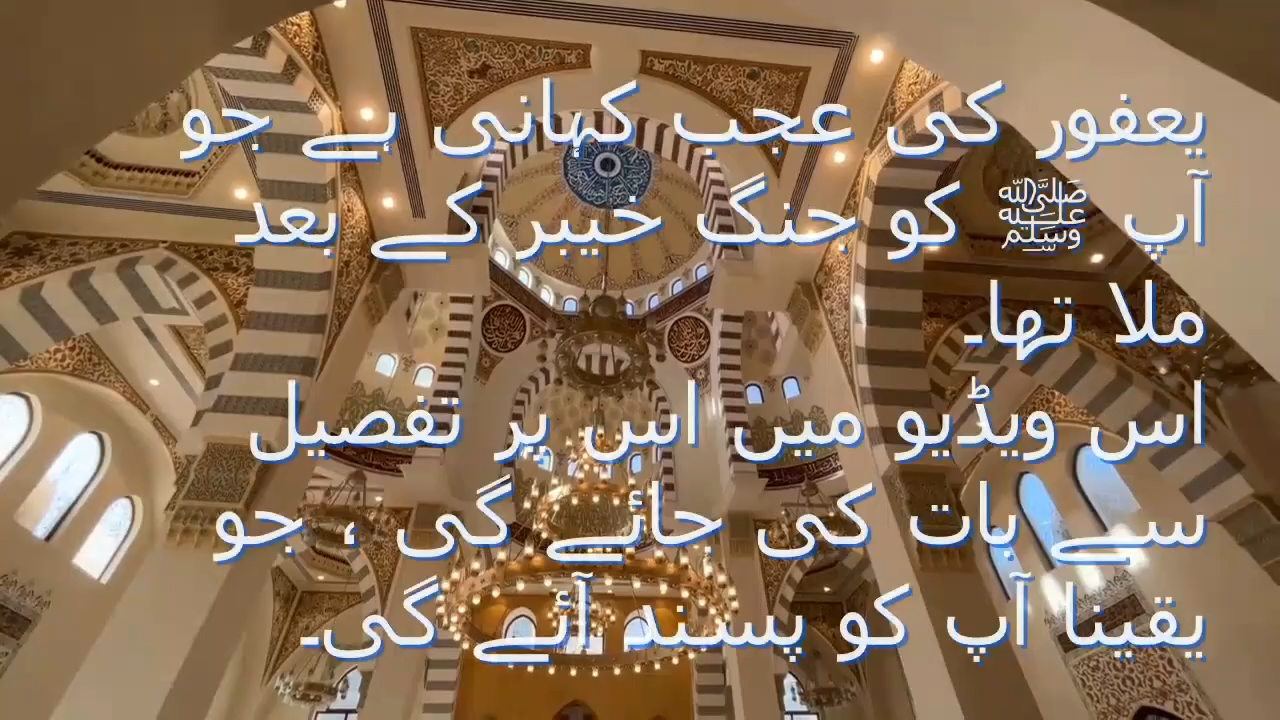 یعفور کی عجب کہانی ہے جو
آپ ﷺ کو جنگ خیبر کے بعد
ملا تھا۔
اس ویڈیو میں اس پر تفصیل
سے بات کی جائے گی ، جو
یقینا آپ کو پسند آئے گی۔